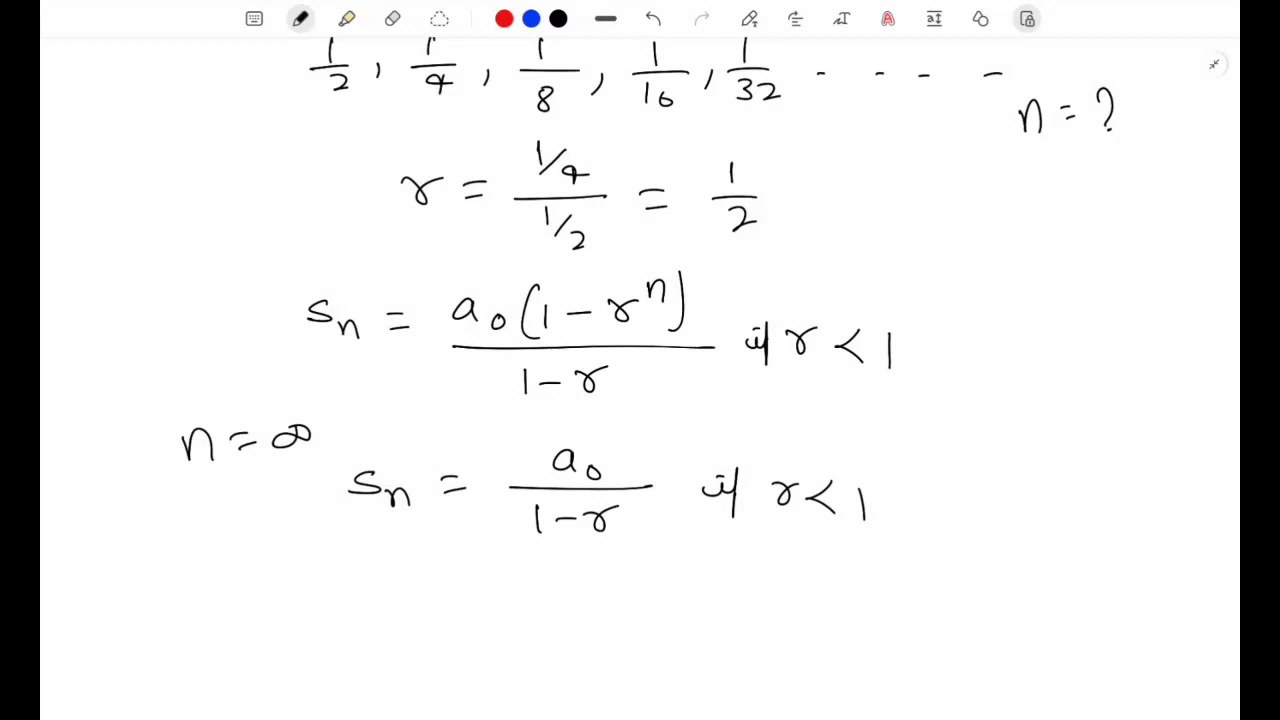 1/2, 1/4, 1/8, 1/16, 1/32 - - - -
n = ?
r = (1/4)/(1/2) = 1/2
Sn = a0(1-r^n)/(1-r) if r < 1
n = ∞
Sn = a0/(1-r) if r < 1